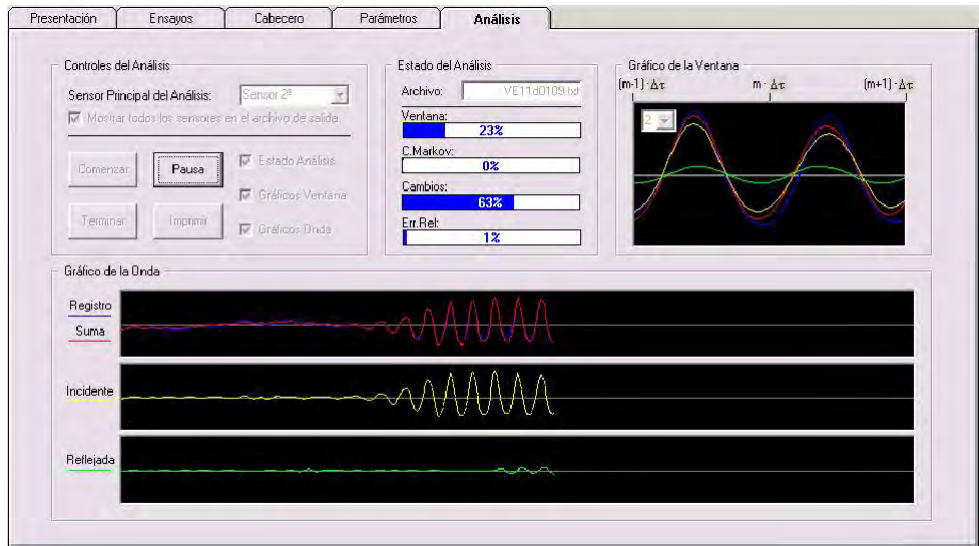 Presentación Ensayos Cabecero Parámetros Análisis
Controles del Análisis
Sensor Principal del Análisis: Sensor 2º
Mostrar todos los sensores en el archivo de salida
Comenzar Pausa Estado Análisis
Gráficos Ventana
Terminar Imprimir Gráficos Onda
Estado del Análisis
Archivo: VE11d0109.txt
Ventana:
23%
C.Markov:
0%
Cambios:
63%
Err.Rel:
1%
Gráfico de la Ventana
(m-1)·Δτ m·Δτ (m+1)·Δτ
2
Gráfico de la Onda
Registro
Suma
Incidente
Reflejada